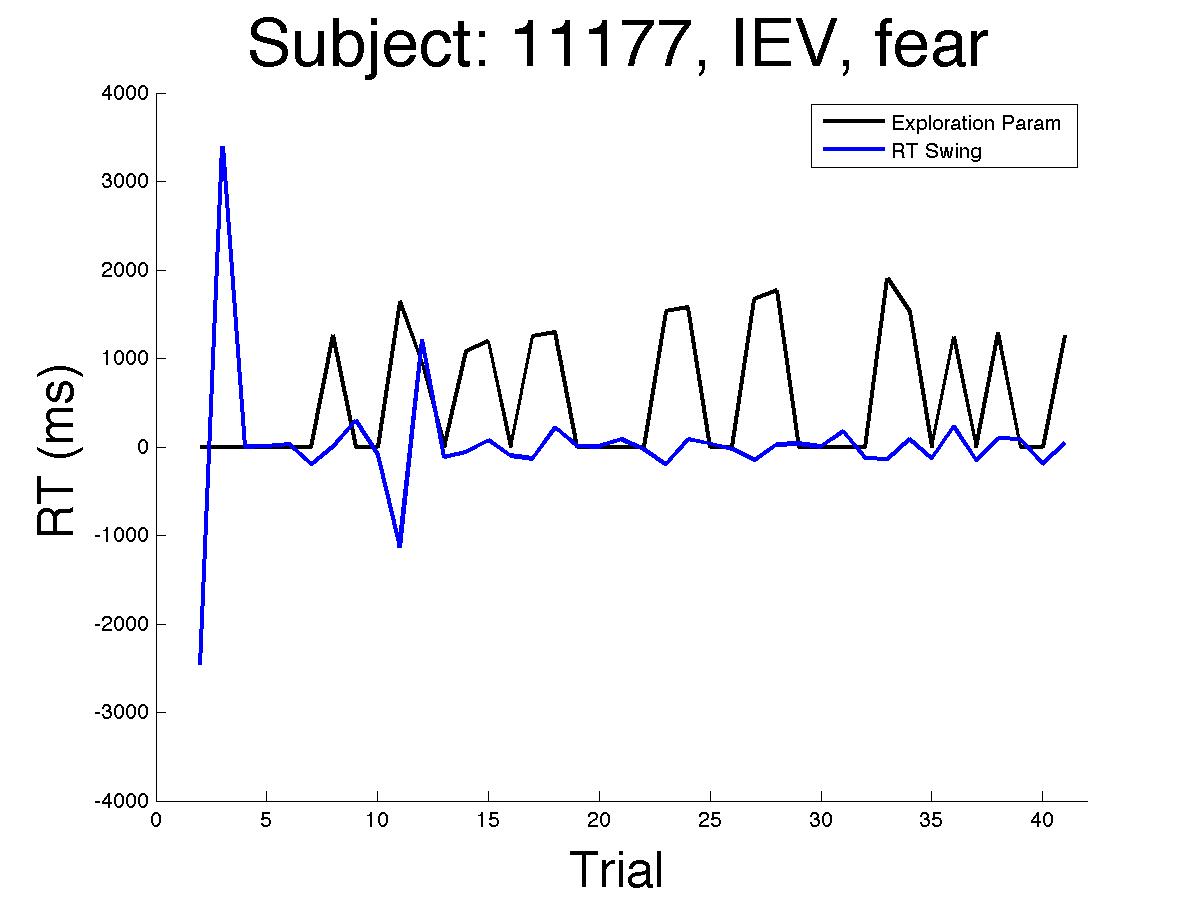 Subject: 11177, IEV, fear
4000
3000
2000
1000
0
-1000
-2000
-3000
-4000
RT (ms)
Exploration Param
RT Swing
0 5 10 15 20 25 30 35 40
Trial